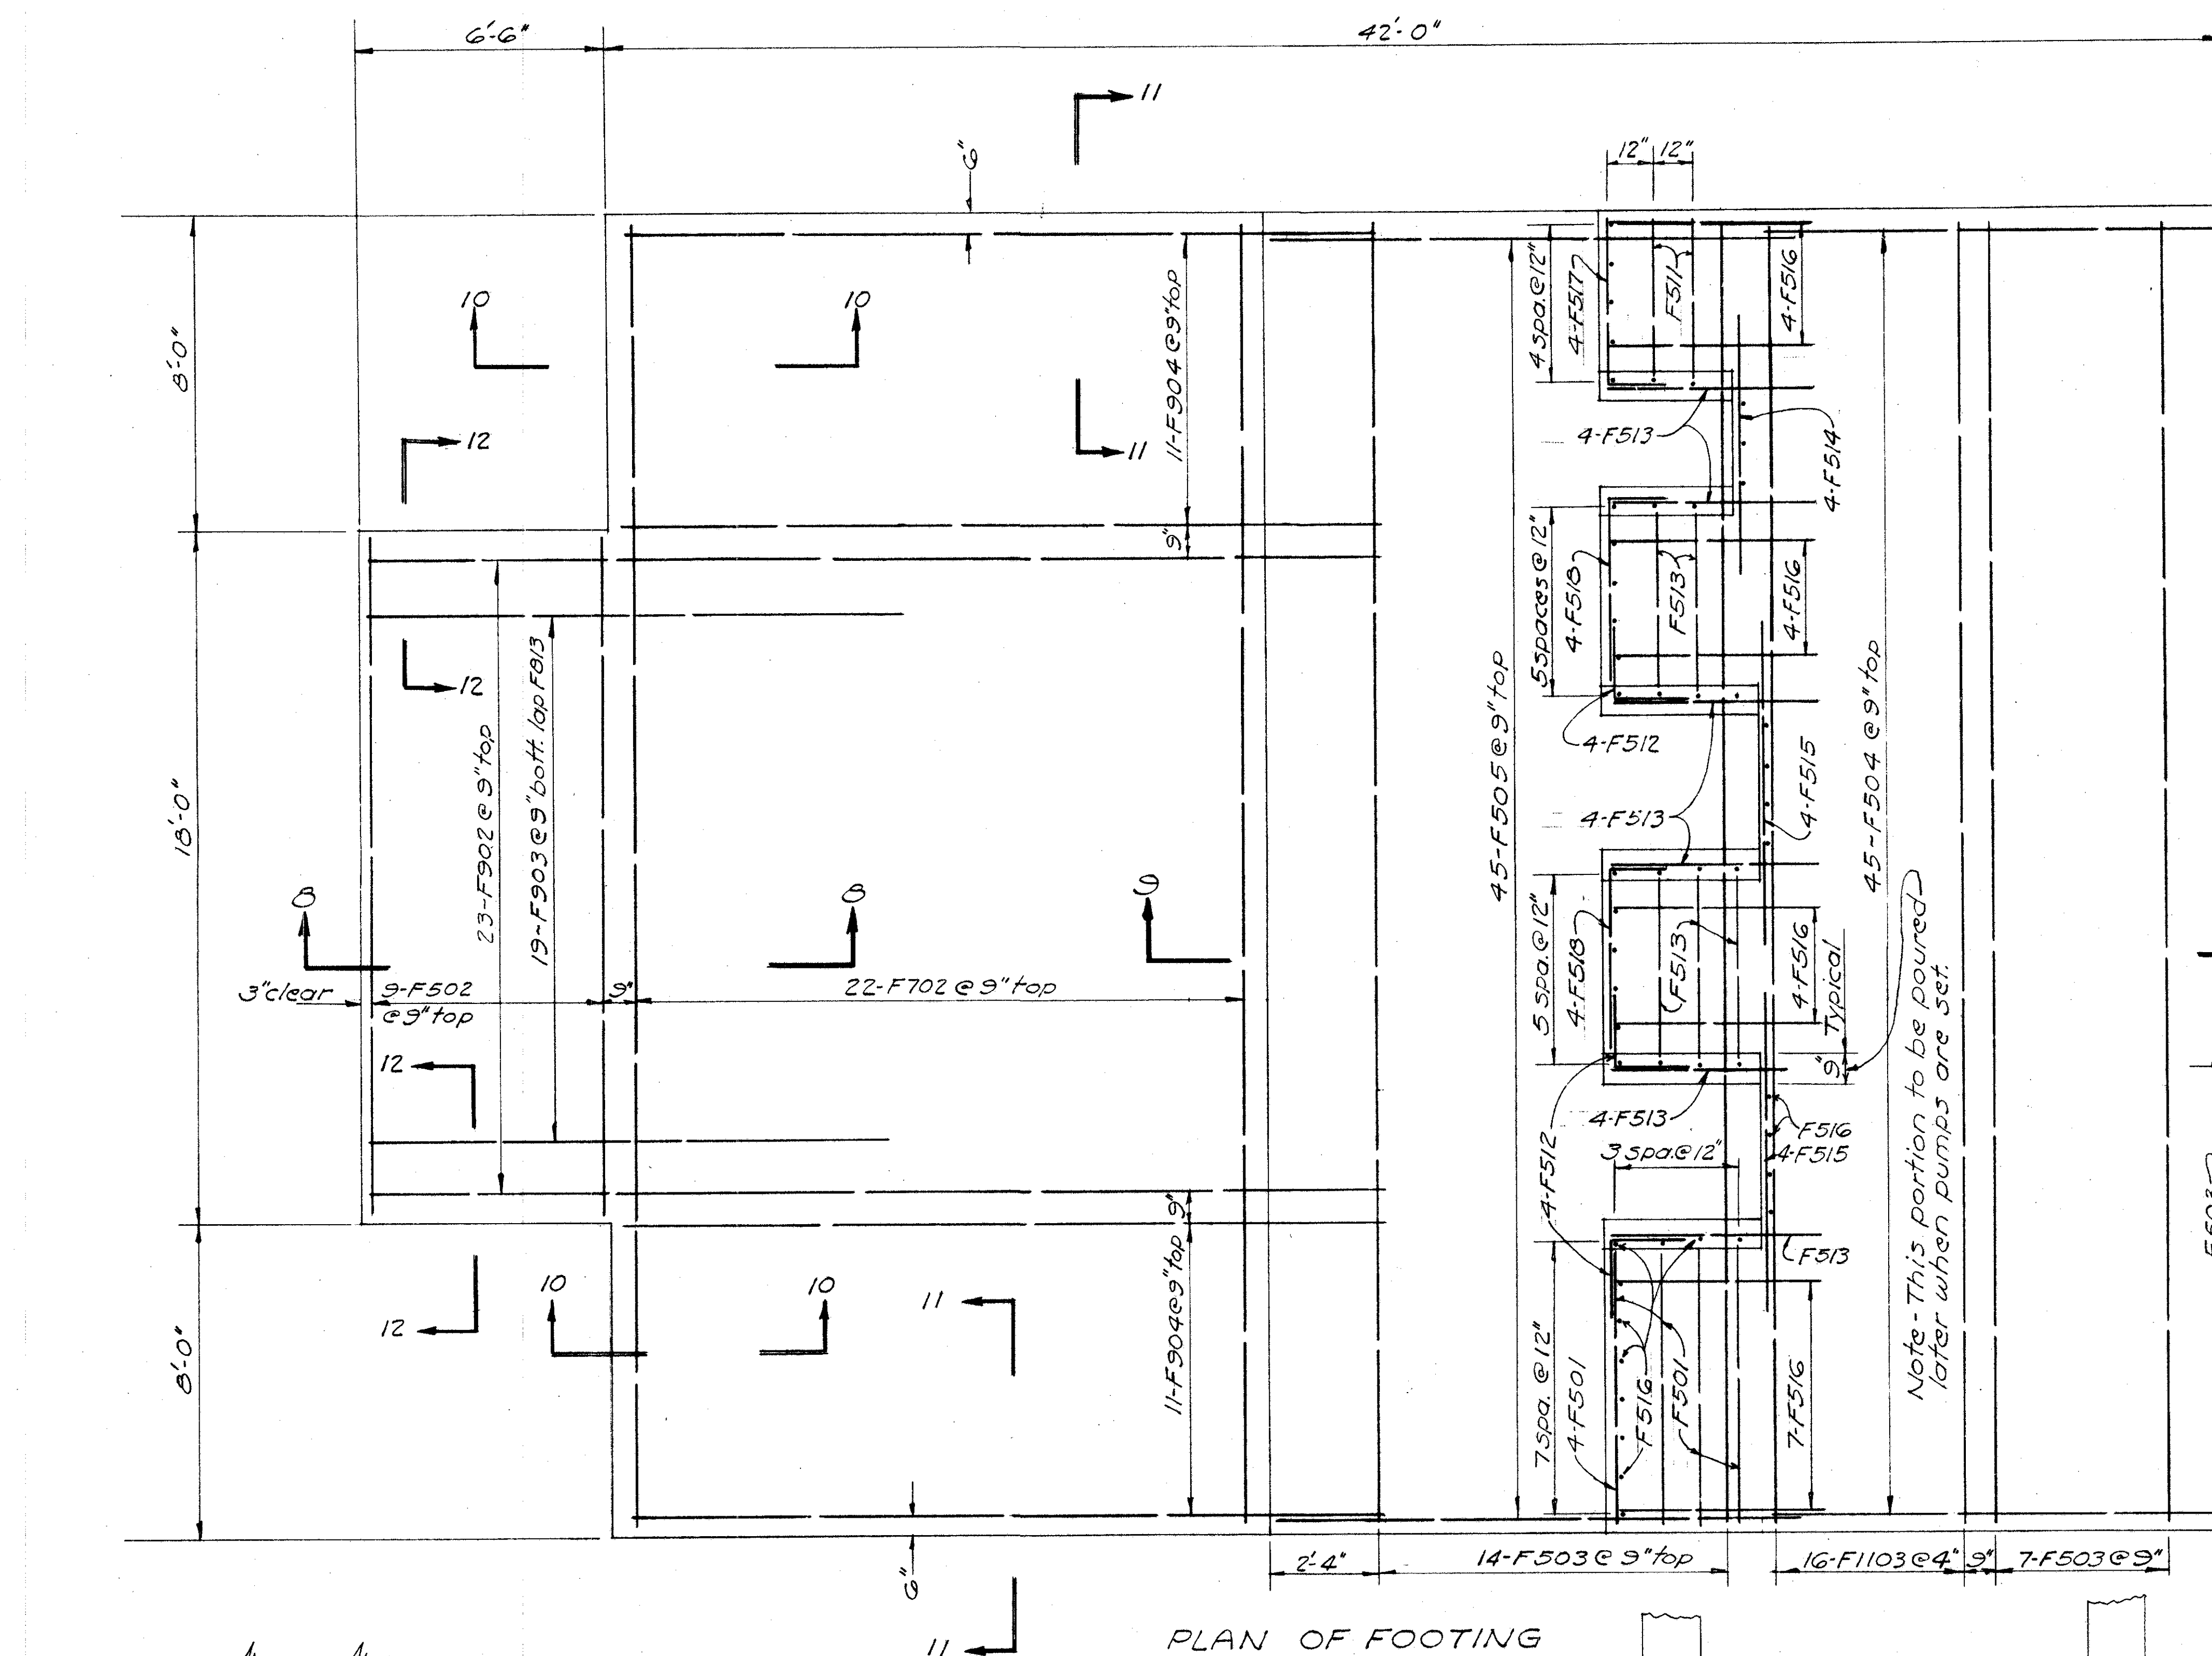 6'-6"
42'-0"
11
6"
12" 12"
8'-0"
10
10
11-F904@9"top
4 spa.@12"
4-F517
F511
4-F516
12
11
4-F513
4-F514
9"
5 spaces@12"
4-F518
F513
4-F516
12
18'-0"
23-F902@9"top
19-F903@9"bott. lap F813
45-F505@9"top
4-F512
4-F515
45-F504@9"top
4-F513
8
8
9
3"clear
9-F502
@9"top
9"
22-F702@9"top
5 spa.@12"
4-F518
F513
4-F516
Typical
9"
Note-This portion to be poured
later when pumps are set.
12
4-F513
F516
4-F512
3 spa.@12"
4-F515
F503
9"
F513
8'-0"
12
10
10
11
11-F904@9"top
7 spa.@12"
4-F501
F516
F501
7-F516
6"
2'-4"
14-F503@9"top
16-F1103@4"
9"
7-F503@9"
11
PLAN OF FOOTING